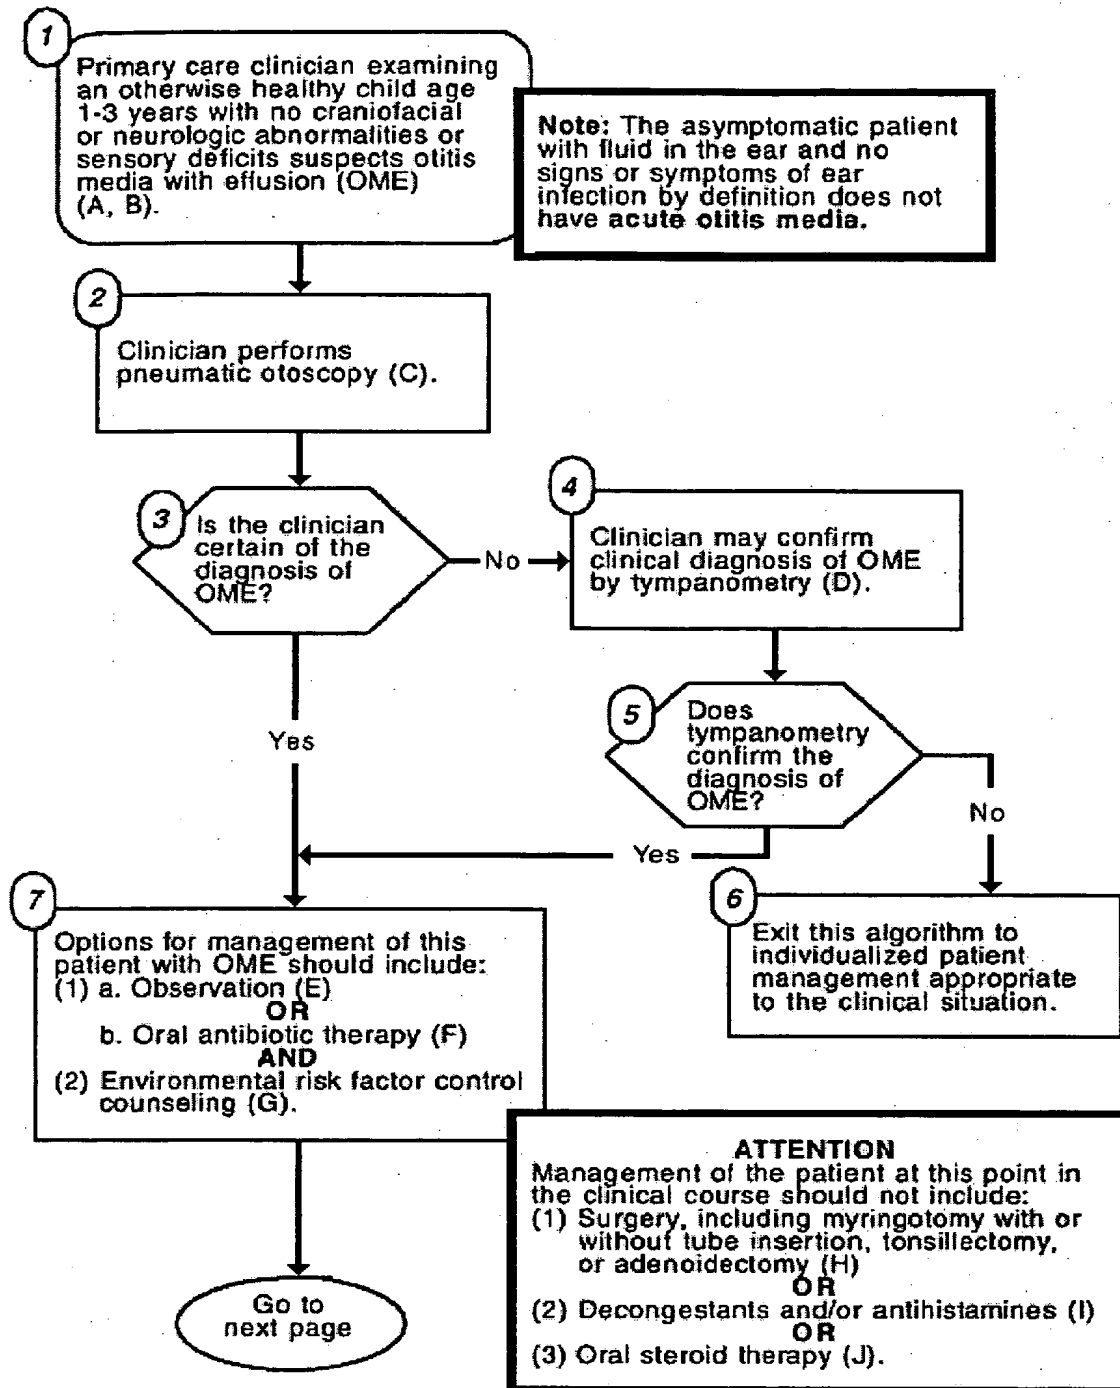 1
Primary care clinician examining
an otherwise healthy child age
1-3 years with no craniofacial
or neurologic abnormalities or
sensory deficits suspects otitis
media with effusion (OME)
(A, B).
Note: The asymptomatic patient
with fluid in the ear and no
signs or symptoms of ear
infection by definition does not
have acute otitis media.
2
Clinician performs
pneumatic otoscopy (C).
3
Is the clinician
certain of the
diagnosis of
OME?
No
4
Clinician may confirm
clinical diagnosis of OME
by tympanometry (D).
Yes
5
Does
tympanometry
confirm the
diagnosis of
OME?
No
Yes
6
Exit this algorithm to
individualized patient
management appropriate
to the clinical situation.
7
Options for management of this
patient with OME should include:
(1) a. Observation (E)
OR
b. Oral antibiotic therapy (F)
AND
(2) Environmental risk factor control
counseling (G).
ATTENTION
Management of the patient at this point in
the clinical course should not include:
(1) Surgery, including myringotomy with or
without tube insertion, tonsillectomy,
or adenoidectomy (H)
OR
(2) Decongestants and/or antihistamines (I)
OR
(3) Oral steroid therapy (J).
Go to
next page